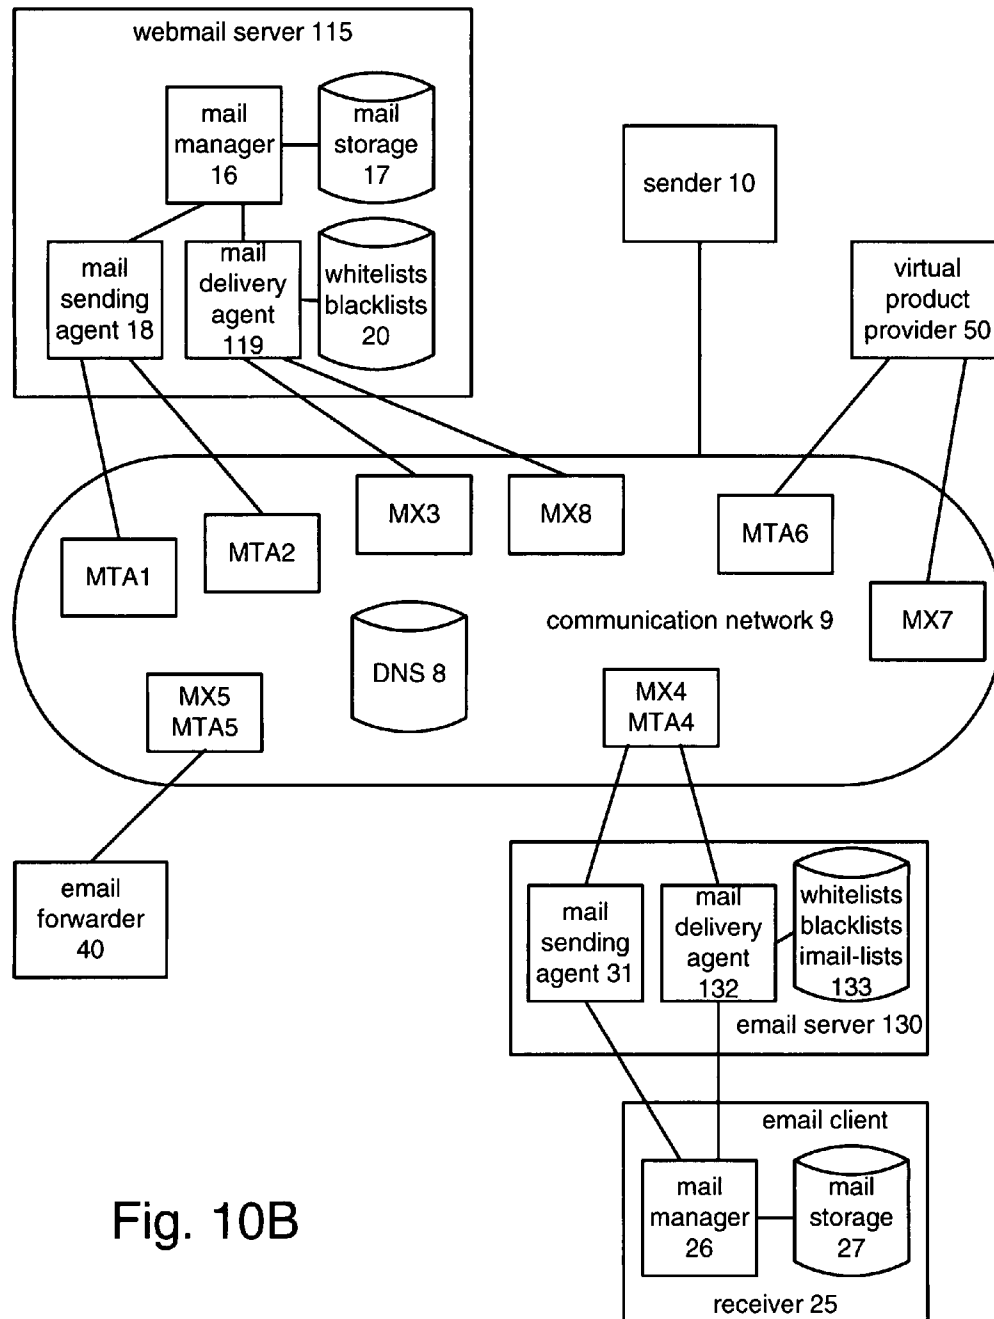 webmail server 115
mail
manager
16
mail
storage
17
sender 10
mail
sending
agent 18
mail
delivery
agent
119
whitelists
blacklists
20
virtual
product
provider 50
MX3
MX8
MTA6
MTA2
MTA1
communication network 9
MX7
DNS 8
MX5
MTA5
MX4
MTA4
email
forwarder
40
mail
sending
agent 31
mail
delivery
agent
132
whitelists
blacklists
imail-lists
133
email server 130
email client
mail
manager
26
mail
storage
27
receiver 25
Fig. 10B